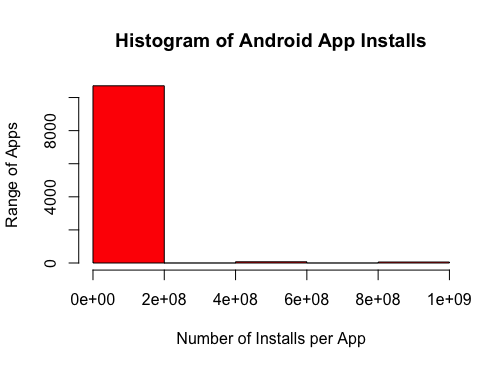 Histogram of Android App Installs
Range of Apps
8000
4000
0
0e+00 2e+08 4e+08 6e+08 8e+08 1e+09
Number of Installs per App